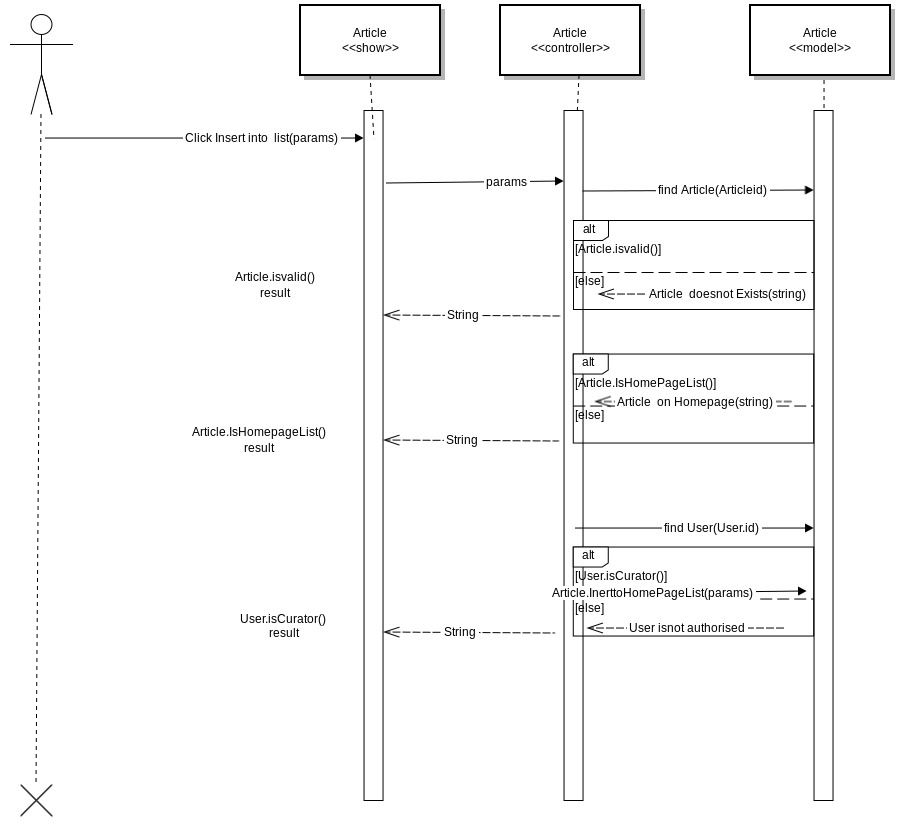 Article
<<show>>
Article
<<controller>>
Article
<<model>>
Click Insert into  list(params)
params
find Article(Articleid)
alt
[Article.isvalid()]
Article.isvalid()
result
[else]
Article  doesnot Exists(string)
String
alt
[Article.IsHomePageList()]
Article  on Homepage(string)
[else]
Article.IsHomepageList()
result
String
find User(User.id)
alt
[User.isCurator()]
Article.InerttoHomePageList(params)
[else]
User.isCurator()
result
User isnot authorised
String